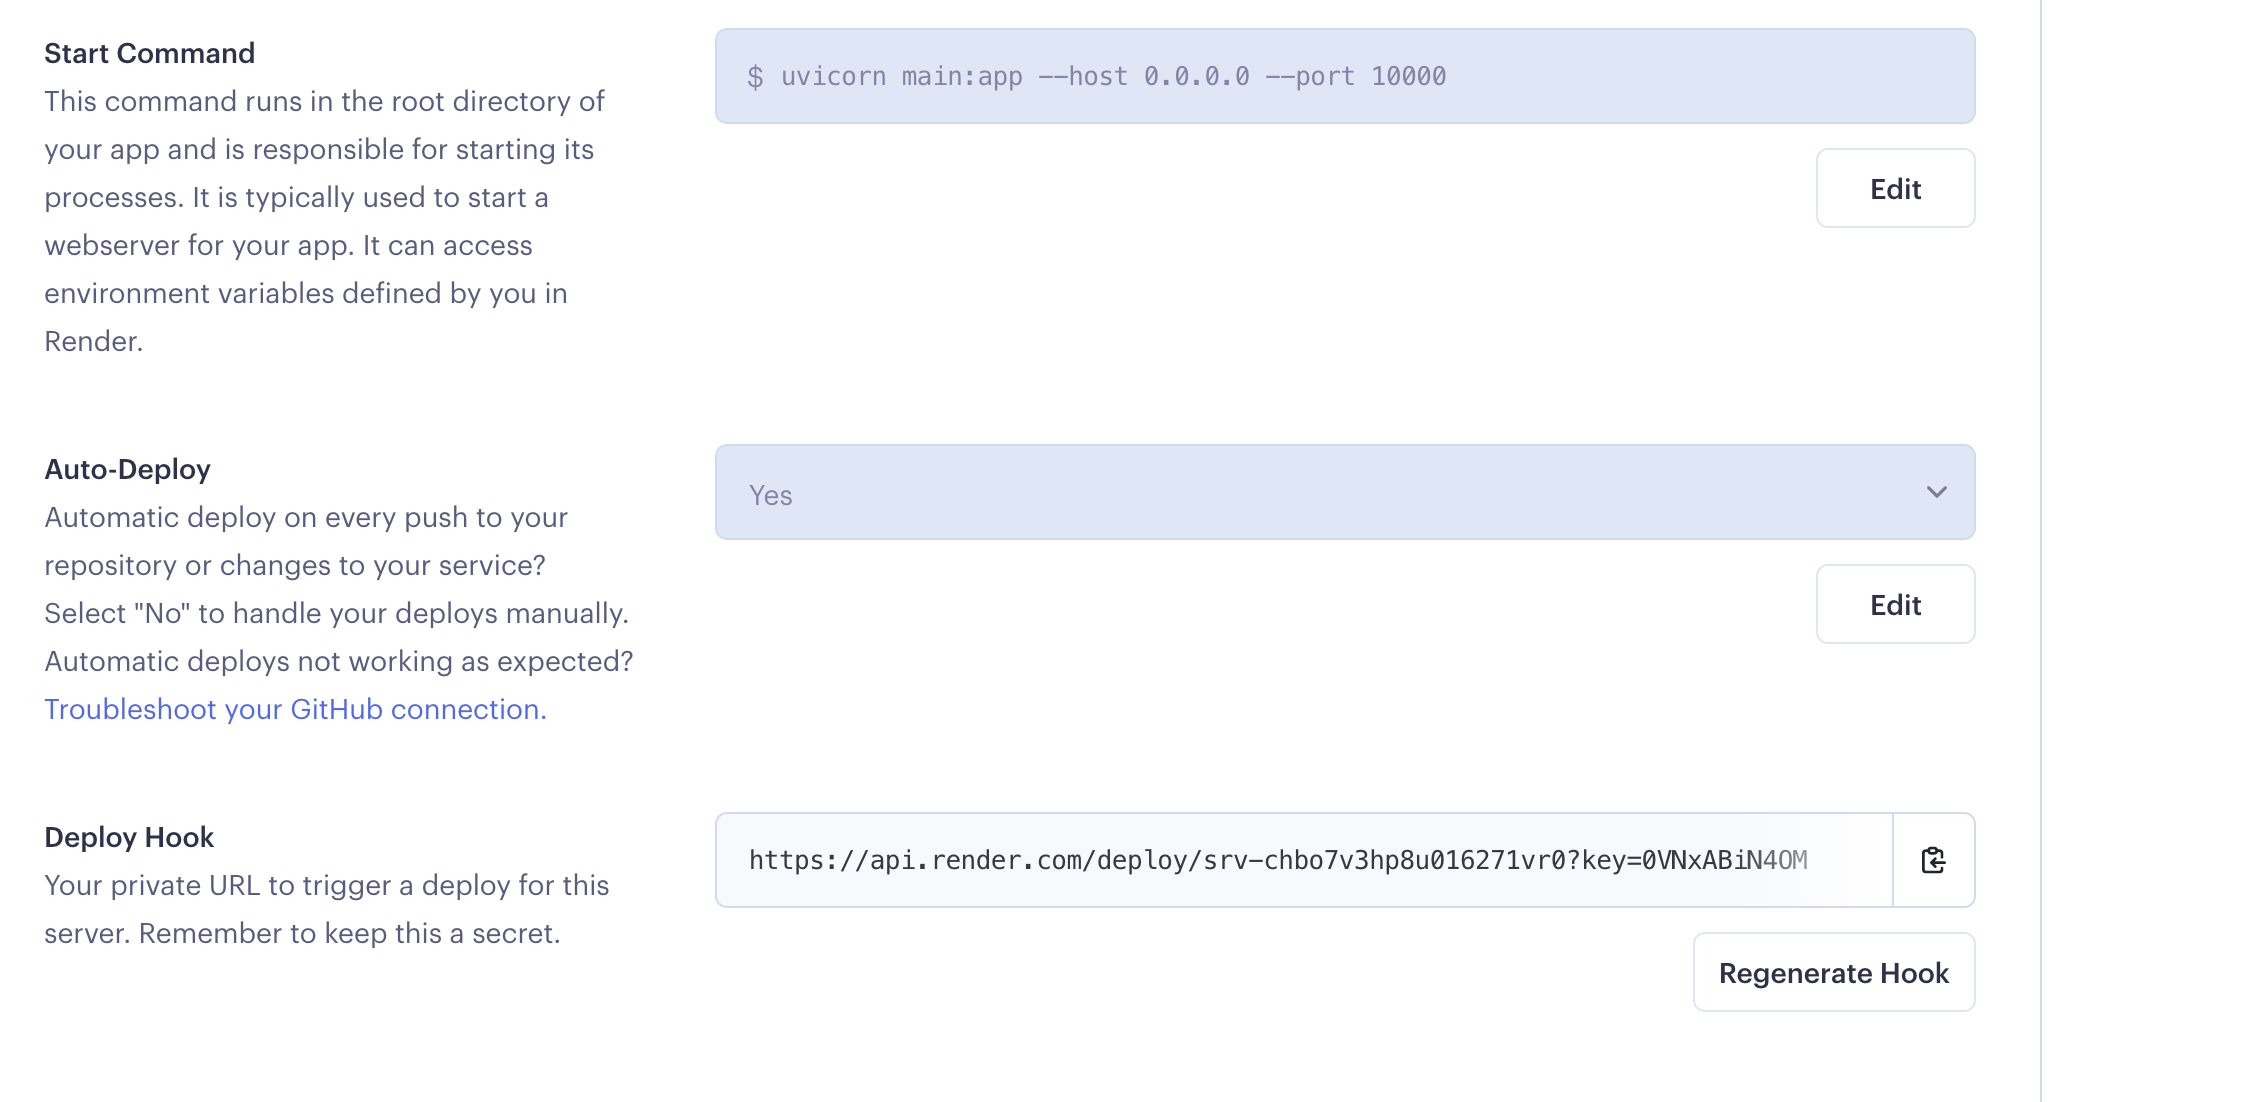 Start Command
This command runs in the root directory of
your app and is responsible for starting its
processes. It is typically used to start a
webserver for your app. It can access
environment variables defined by you in
Render.
$ uvicorn main:app --host 0.0.0.0 --port 10000
Edit
Auto-Deploy
Automatic deploy on every push to your
repository or changes to your service?
Select "No" to handle your deploys manually.
Automatic deploys not working as expected?
Troubleshoot your GitHub connection.
Yes
Edit
Deploy Hook
Your private URL to trigger a deploy for this
server. Remember to keep this a secret.
https://api.render.com/deploy/srv-chbo7v3hp8u016271vr0?key=0VNxABiN4OM
Regenerate Hook